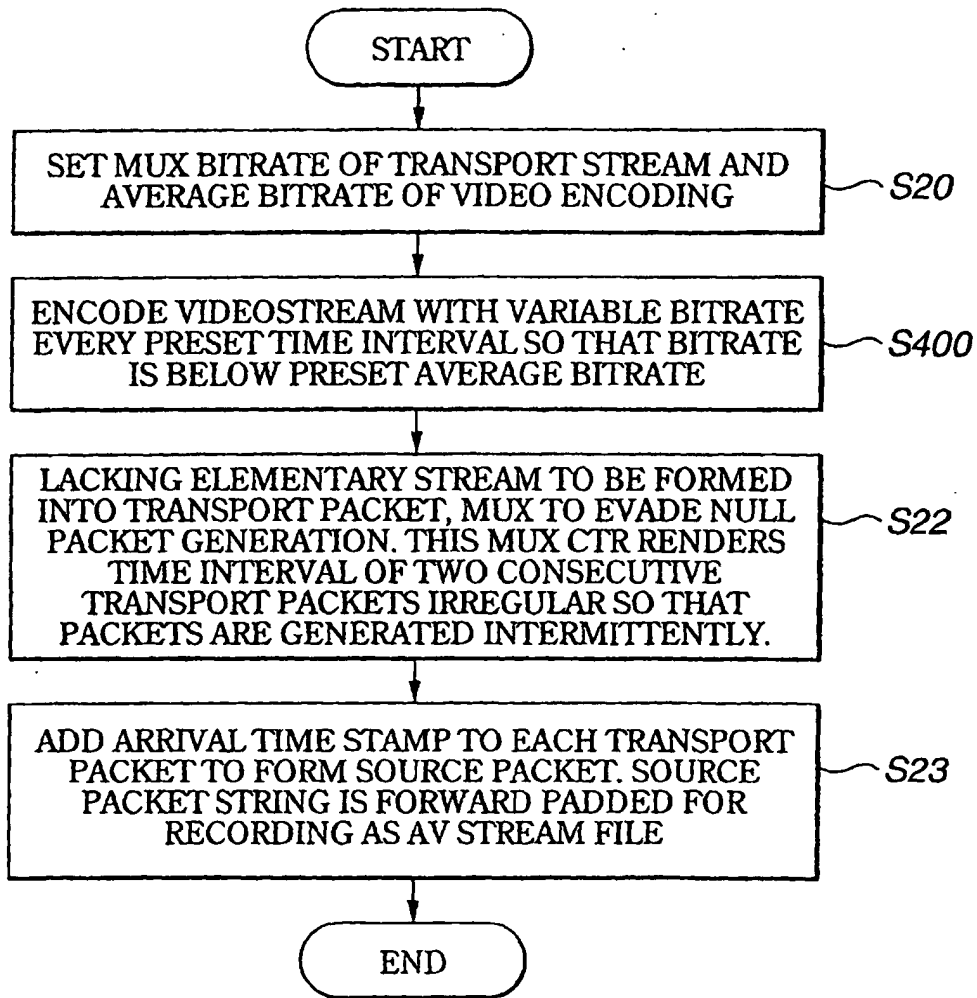 START
SET MUX BITRATE OF TRANSPORT STREAM AND
AVERAGE BITRATE OF VIDEO ENCODING
S20
ENCODE VIDEOSTREAM WITH VARIABLE BITRATE
EVERY PRESET TIME INTERVAL SO THAT BITRATE
IS BELOW PRESET AVERAGE BITRATE
S400
LACKING ELEMENTARY STREAM TO BE FORMED
INTO TRANSPORT PACKET, MUX TO EVADE NULL
PACKET GENERATION. THIS MUX CTR RENDERS
TIME INTERVAL OF TWO CONSECUTIVE
TRANSPORT PACKETS IRREGULAR SO THAT
PACKETS ARE GENERATED INTERMITTENTLY.
S22
ADD ARRIVAL TIME STAMP TO EACH TRANSPORT
PACKET TO FORM SOURCE PACKET. SOURCE
PACKET STRING IS FORWARD PADDED FOR
RECORDING AS AV STREAM FILE
S23
END